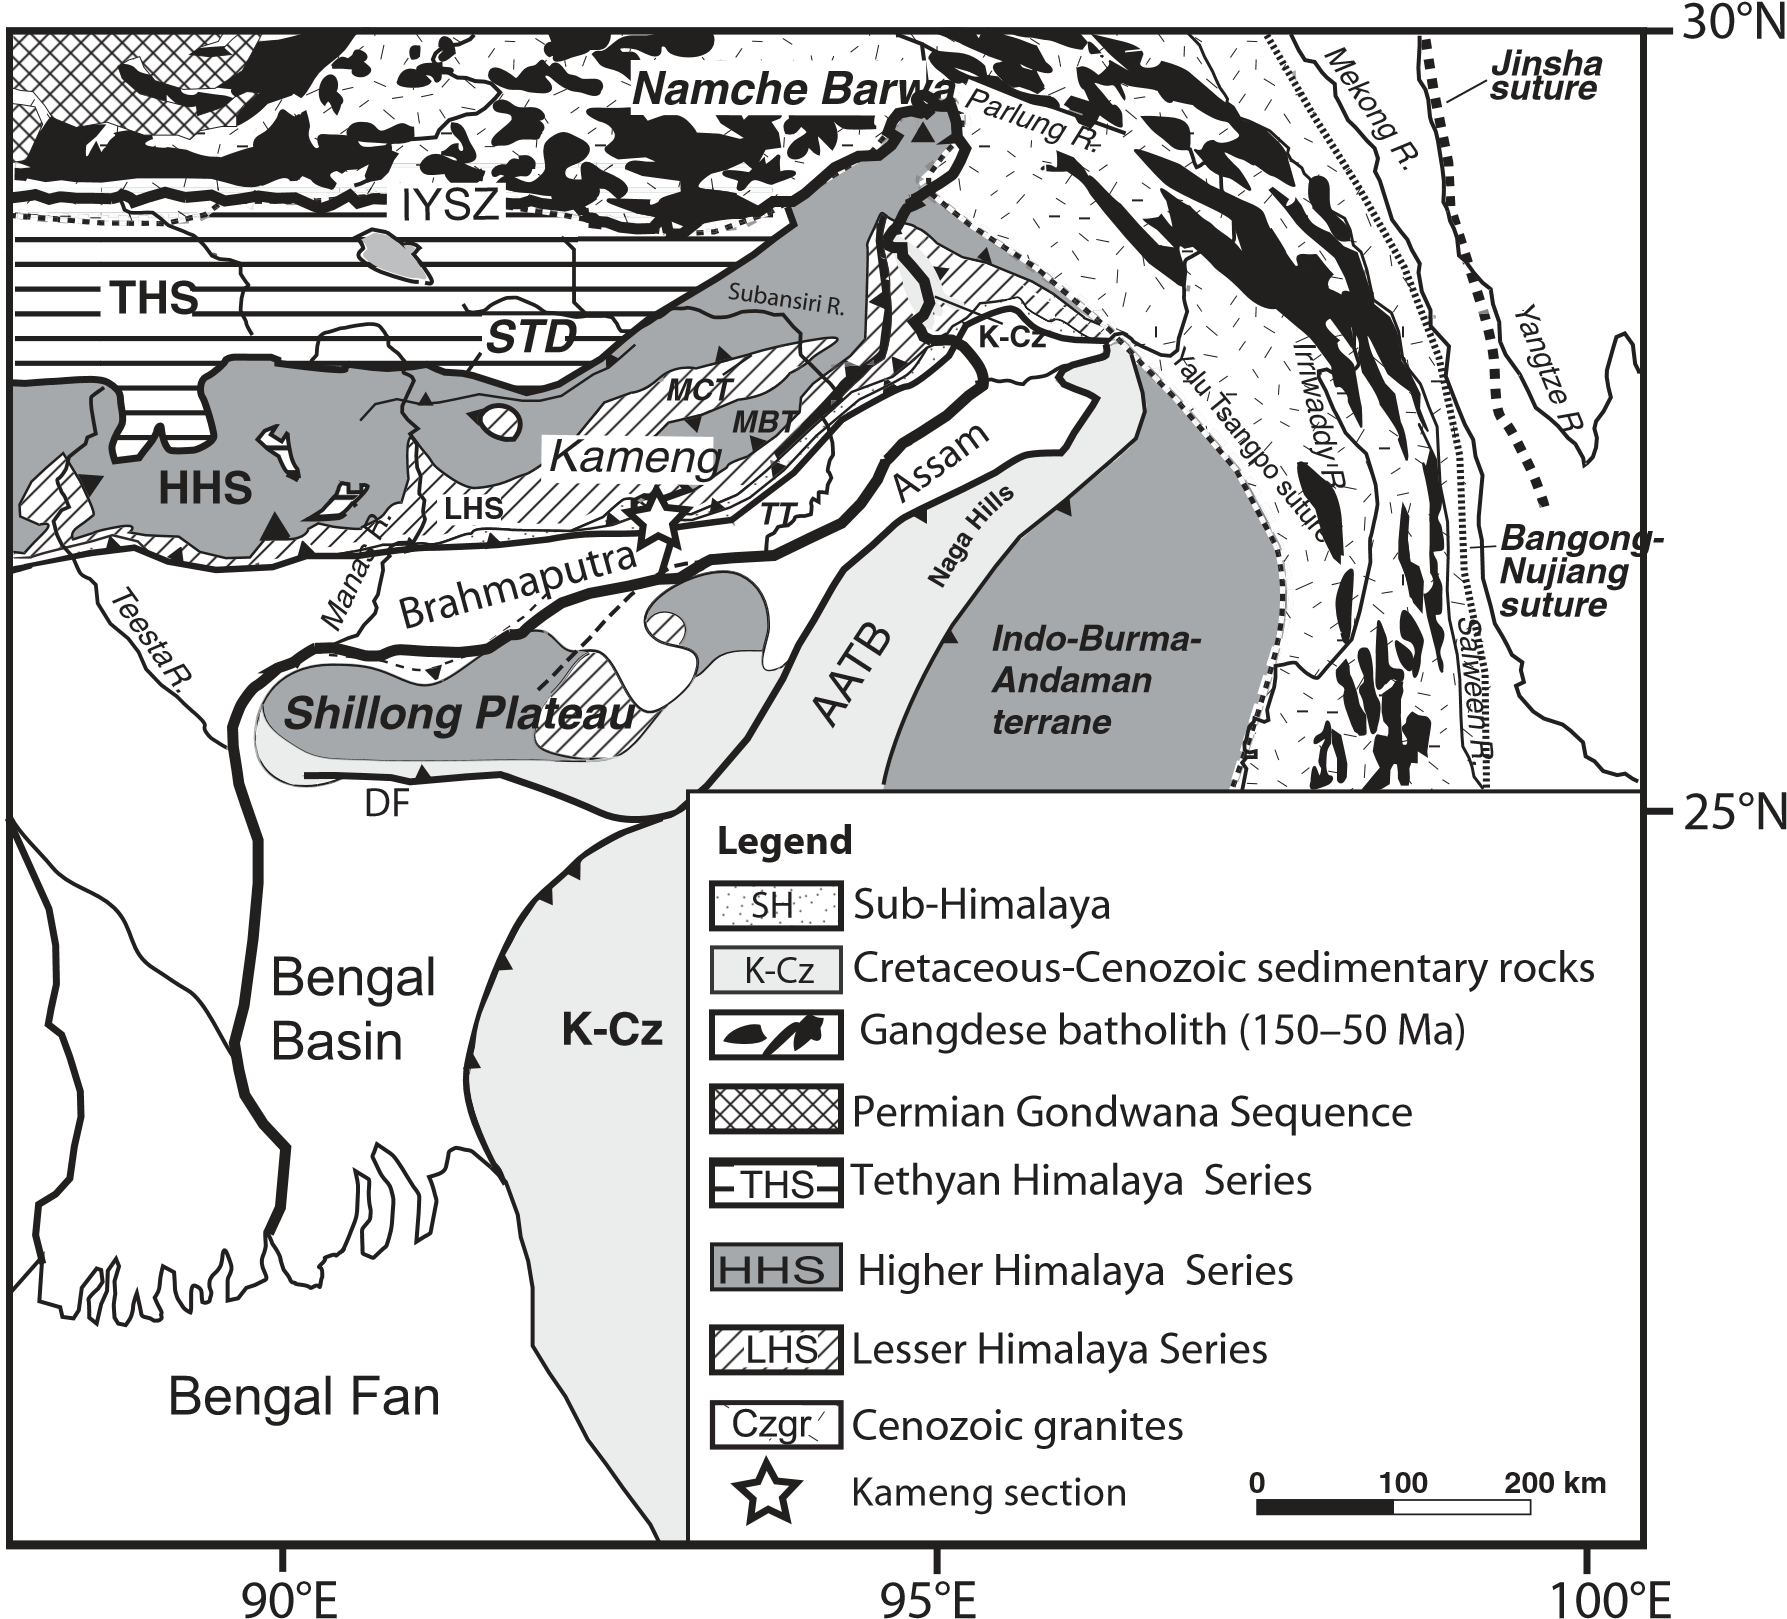 30°N
Jinsha
suture
Mekong R.
Namche Barwa
Parlung R.
IYSZ
THS
Subansiri R.
STD
K-Cz
Yangtze R
MCT
MBT
Yalu Tsangpo suture
Irriwaddy R
Kameng
Assam
HHS
LHS
TT
Naga Hills
Bangong-
Nujiang
suture
Manas R.
Brahmaputra
Teesta R.
AATB
Indo-Burma-
Andaman
terrane
Salween R.
Shillong Plateau
DF
25°N
Bengal
Basin
K-Cz
Bengal Fan
Legend
SH Sub-Himalaya
K-Cz Cretaceous-Cenozoic sedimentary rocks
Gangdese batholith (150–50 Ma)
Permian Gondwana Sequence
THS Tethyan Himalaya Series
HHS Higher Himalaya Series
LHS Lesser Himalaya Series
Czgr Cenozoic granites
Kameng section
0 100 200 km
90°E 95°E 100°E